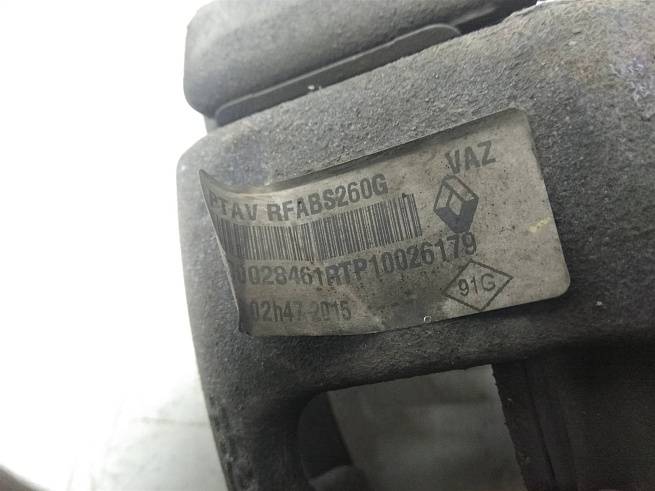 PTAV RFABS260G
VAZ
0028461RTP10026179
91G
02h47-2015